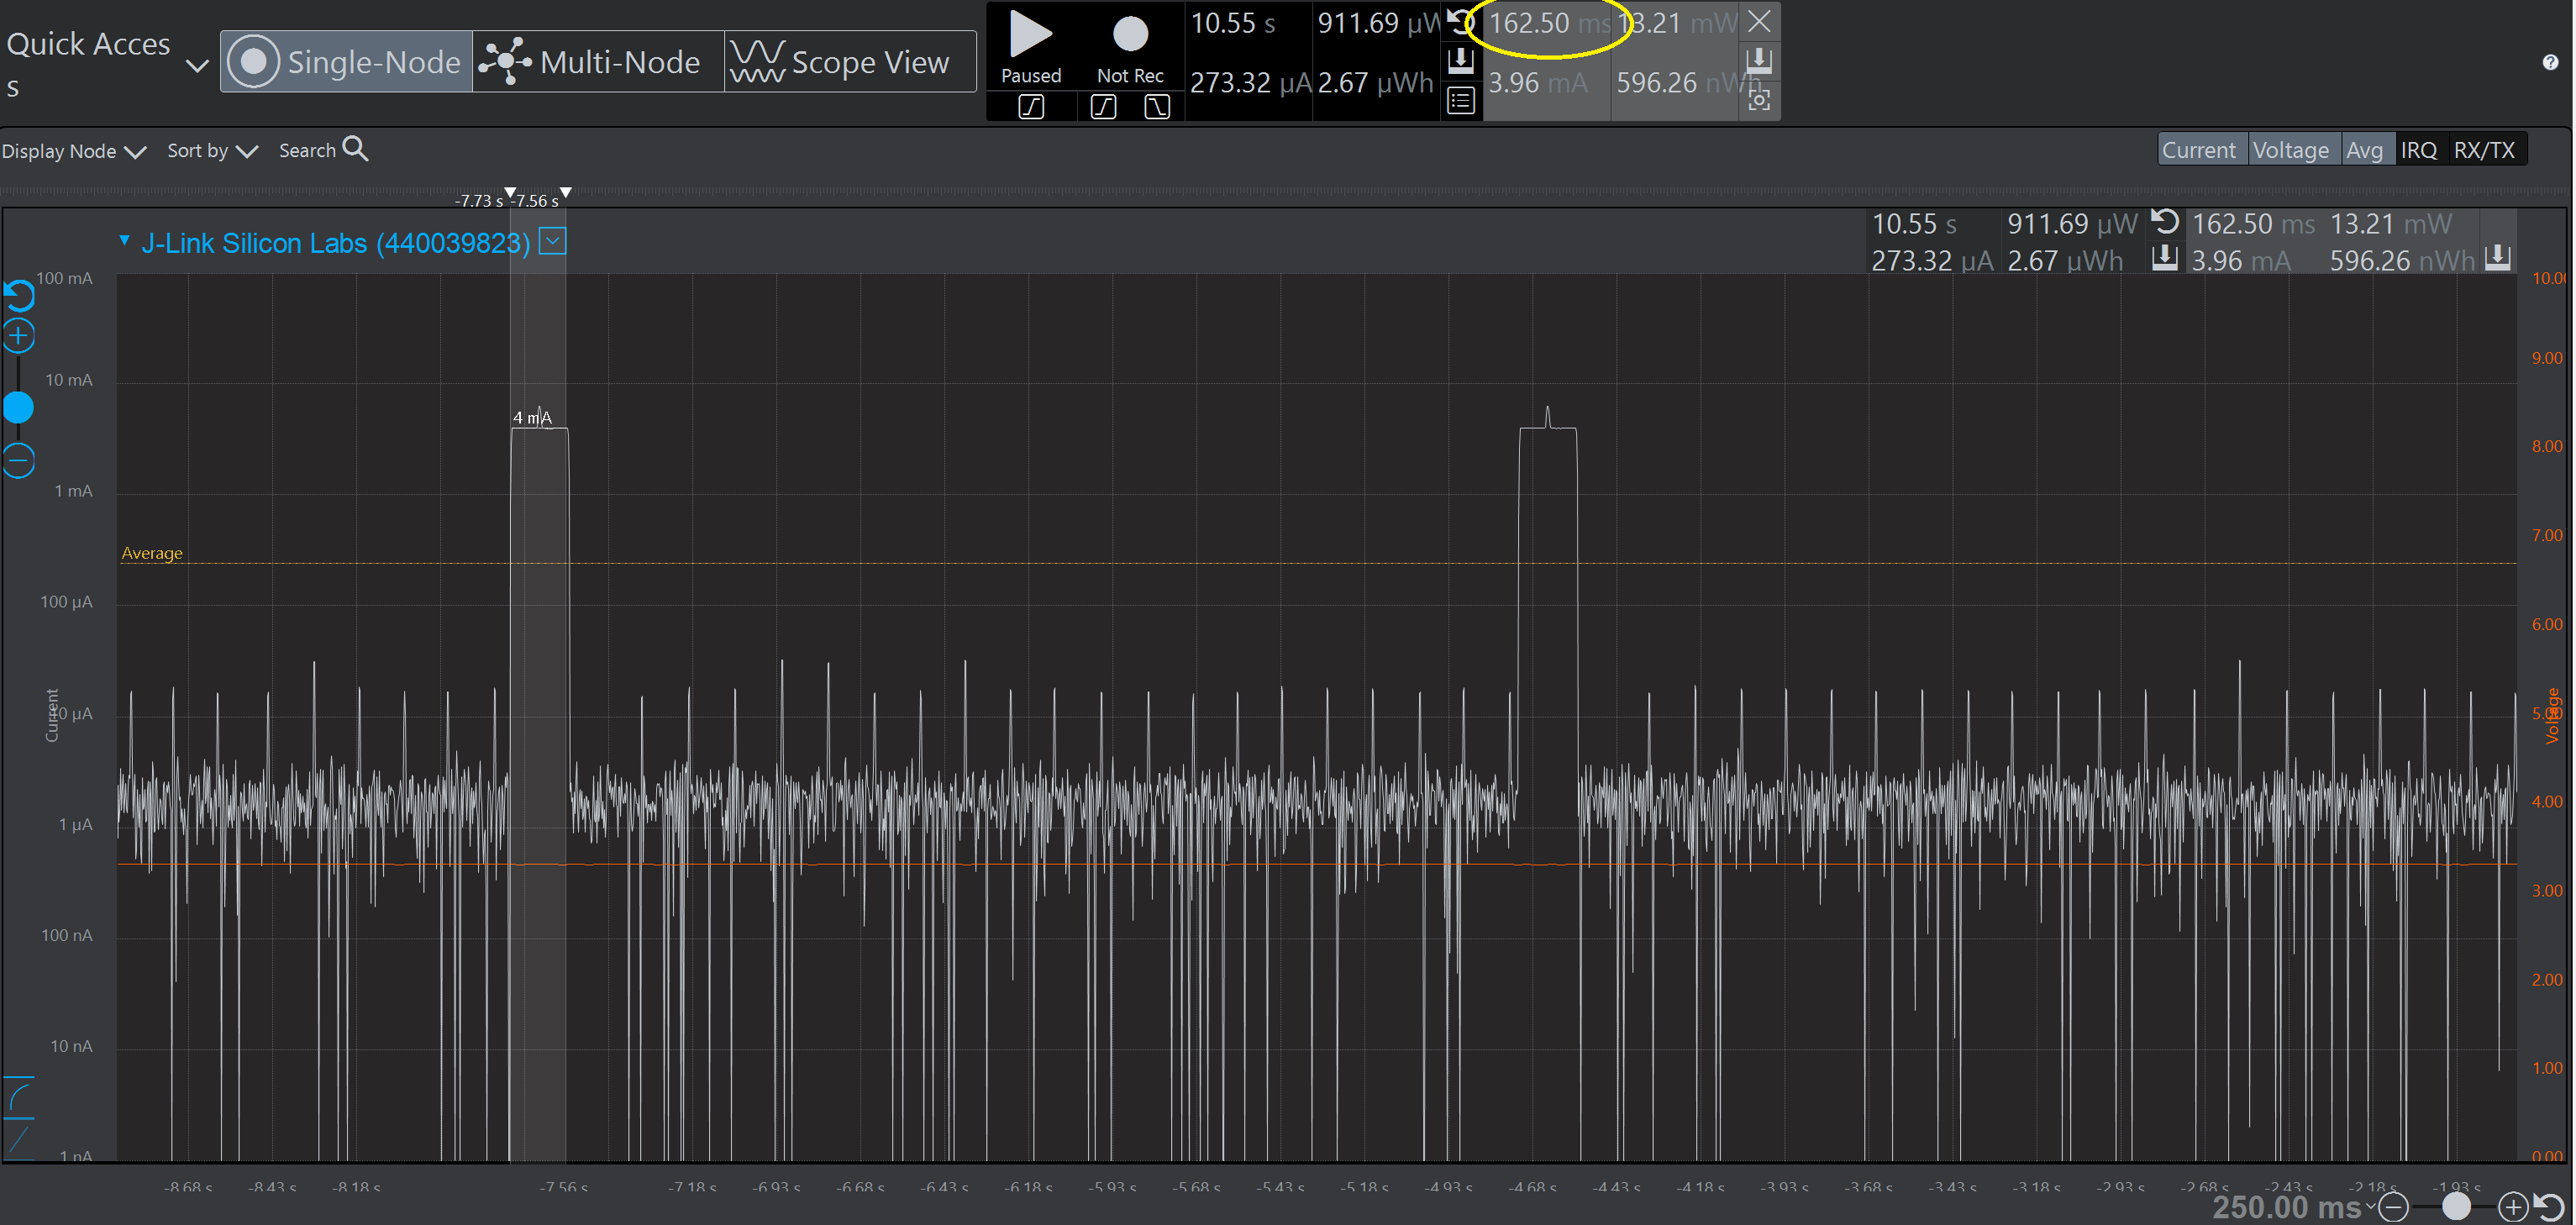 Quick Acces
s
Single-Node
Multi-Node
Scope View
Paused
Not Rec
10.55 s
911.69 µW
273.32 µA
2.67 µWh
162.50 ms
13.21 mW
3.96 mA
596.26 nWh
Display Node
Sort by
Search
Current
Voltage
Avg
IRQ
RX/TX
-7.73 s
-7.56 s
J-Link Silicon Labs (440039823)
10.55 s
911.69 µW
162.50 ms
13.21 mW
273.32 µA
2.67 µWh
3.96 mA
596.26 nWh
100 mA
10 mA
1 mA
100 µA
10 µA
1 µA
100 nA
10 nA
1 nA
Current
4 mA
Average
10.00
9.00
8.00
7.00
6.00
5.00
4.00
3.00
2.00
1.00
0.00
Voltage
-8.68 s
-8.43 s
-8.18 s
-7.56 s
-7.18 s
-6.93 s
-6.68 s
-6.43 s
-6.18 s
-5.93 s
-5.68 s
-5.43 s
-5.18 s
-4.93 s
-4.68 s
-4.43 s
-4.18 s
-3.93 s
-3.68 s
-3.43 s
-3.18 s
-2.93 s
-2.68 s
-2.43 s
-2.18 s
-1.93 s
250.00 ms